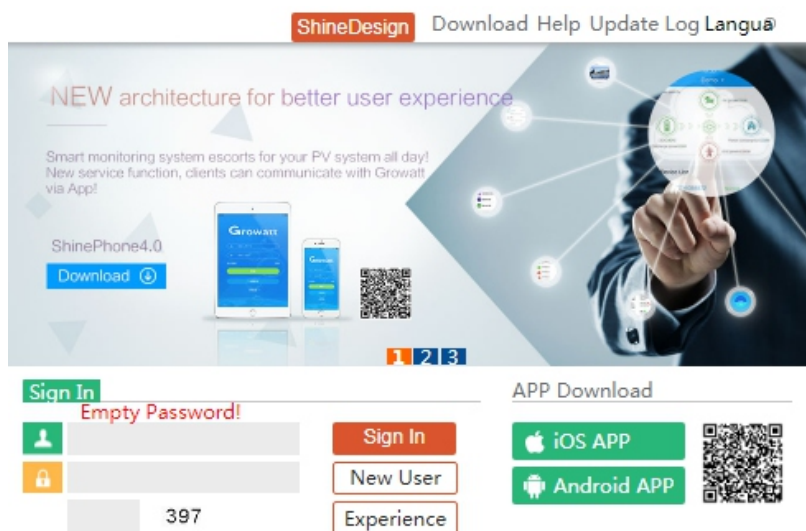 ShineDesign Download Help Update Log Langua
NEW architecture for better user experience
Smart monitoring system escorts for your PV system all day!
New service function, clients can communicate with Growatt
via App!
ShinePhone4.0
Download
Growatt
Growatt
1 2 3
Sign In
Empty Password!
Sign In
New User
397
Experience
APP Download
iOS APP
Android APP